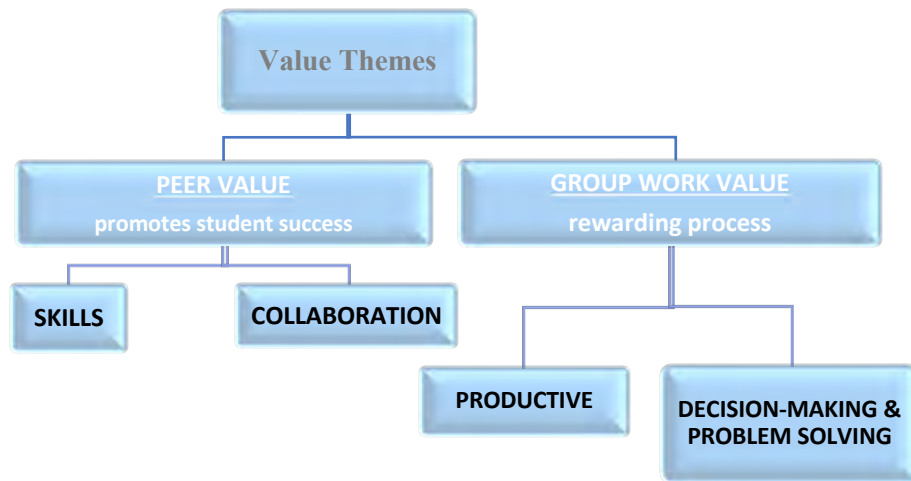 Value Themes
PEER VALUE
promotes student success
GROUP WORK VALUE
rewarding process
SKILLS
COLLABORATION
PRODUCTIVE
DECISION-MAKING &
PROBLEM SOLVING